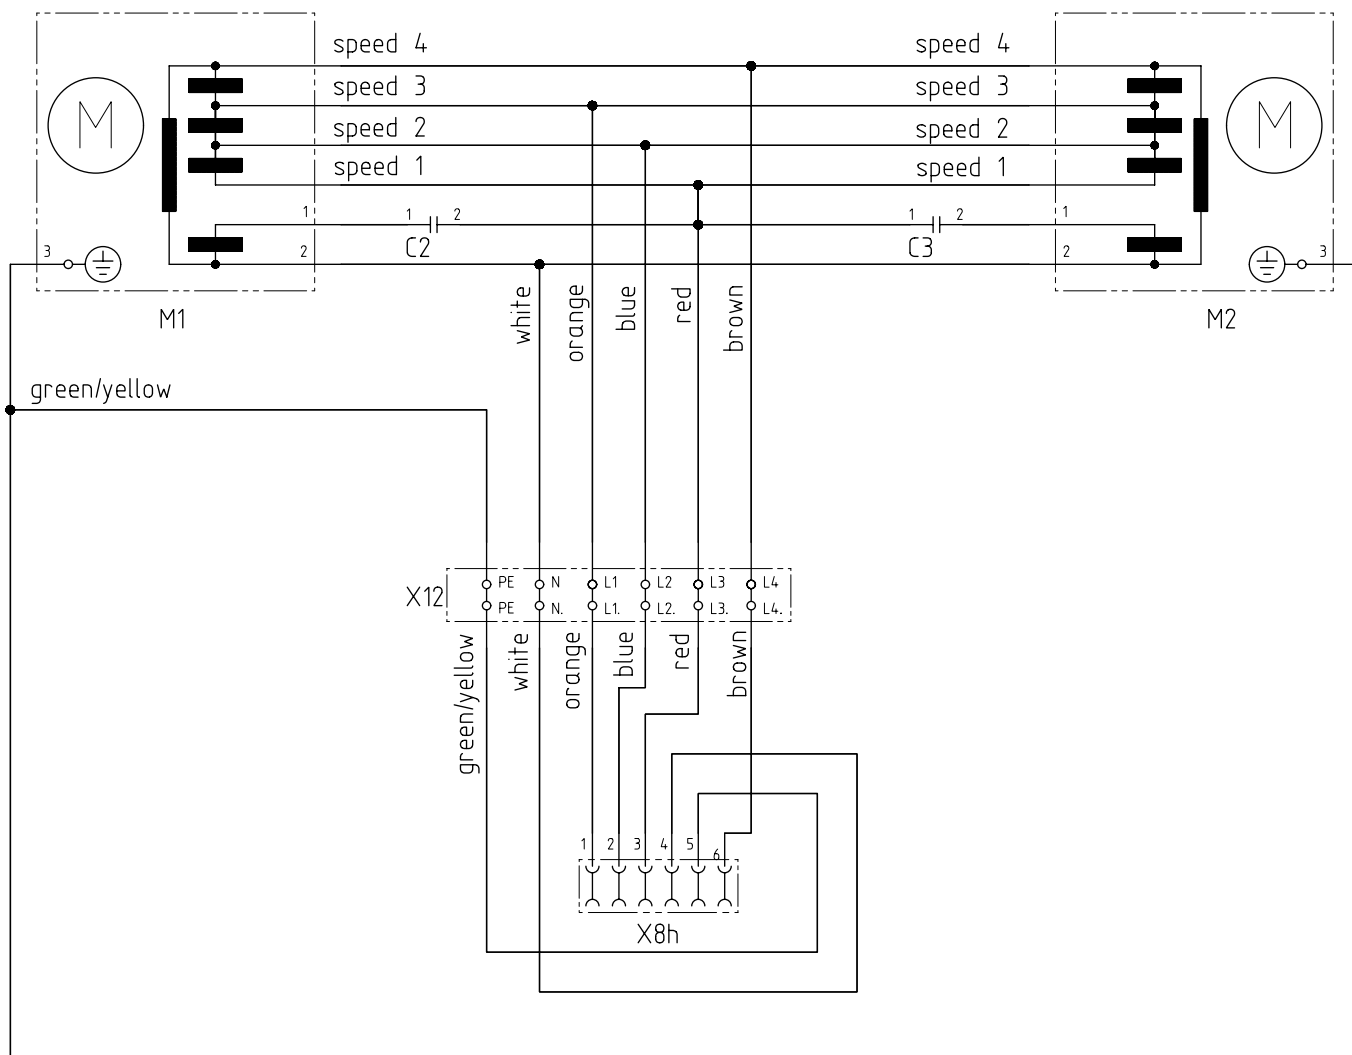 speed 4 speed 4
M speed 3 speed 3 M
speed 2 speed 2
speed 1 speed 1
1 1 2 1 2 1
3 2 C2 C3 2 3
M1 M2
white orange blue red brown
green/yellow
X12 PE N L1 L2 L3 L4
PE N. L1. L2. L3. L4.
green/yellow white orange blue red brown
1 2 3 4 5 6
X8h